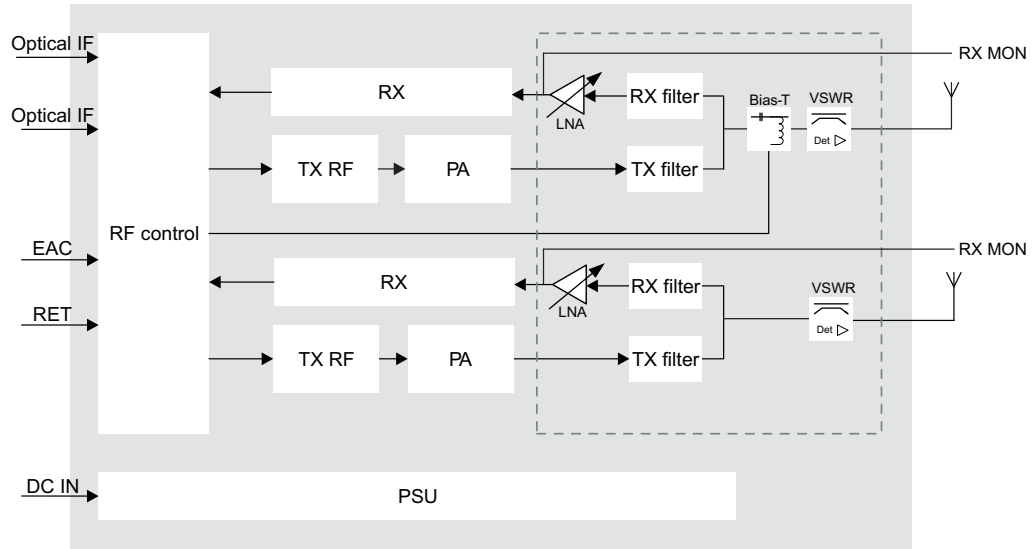 Optical IF
RX MON
RX
LNA
RX filter
Bias-T
VSWR
Det
Optical IF
TX RF
PA
TX filter
RF control
EAC
RX MON
RX
LNA
RX filter
VSWR
Det
RET
TX RF
PA
TX filter
DC IN
PSU